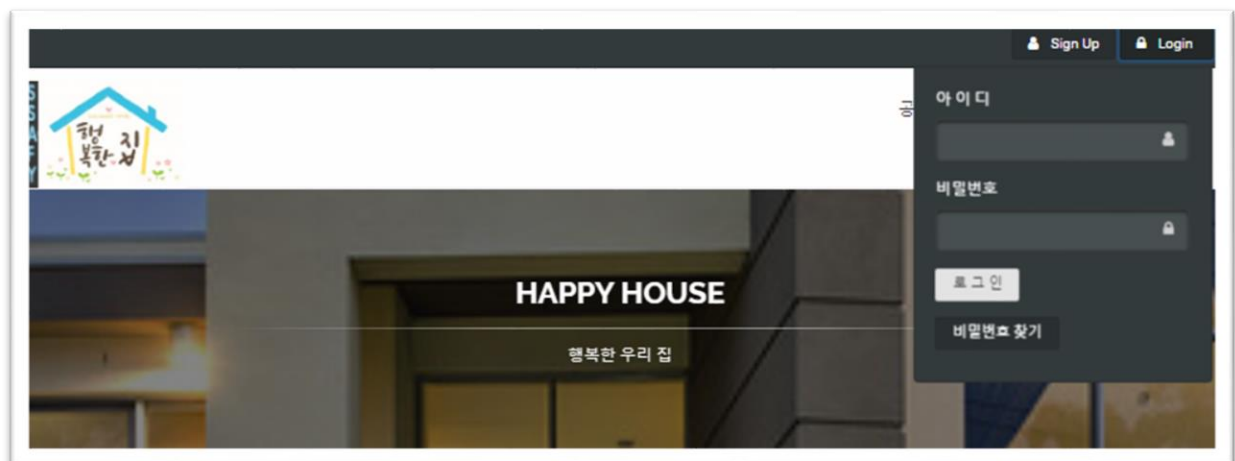 Sign Up
Login
SSAFY
행
복한 집
아이디
비밀번호
로그인
비밀번호 찾기
HAPPY HOUSE
행복한 우리 집